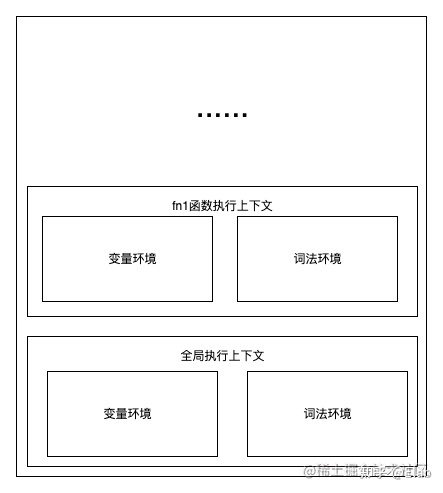 ......
fn1函数执行上下文
变量环境
词法环境
全局执行上下文
变量环境
词法环境
@稀土掘金技术社区